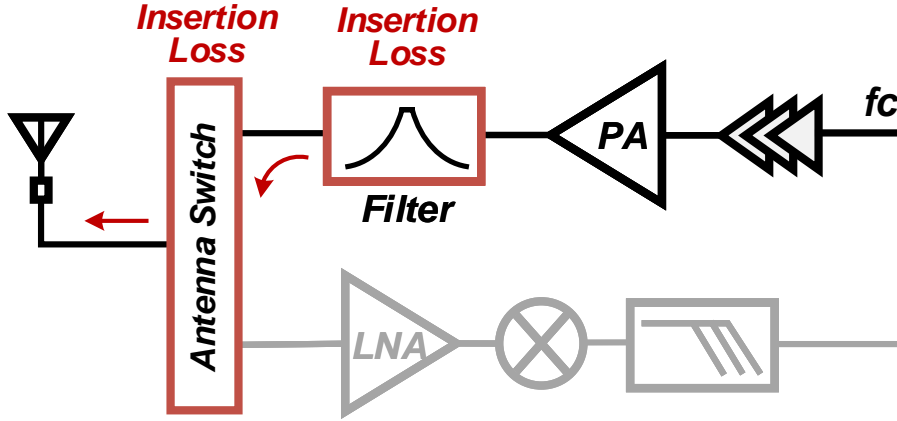 Insertion
Loss
Insertion
Loss
fc
PA
Filter
Antenna Switch
LNA